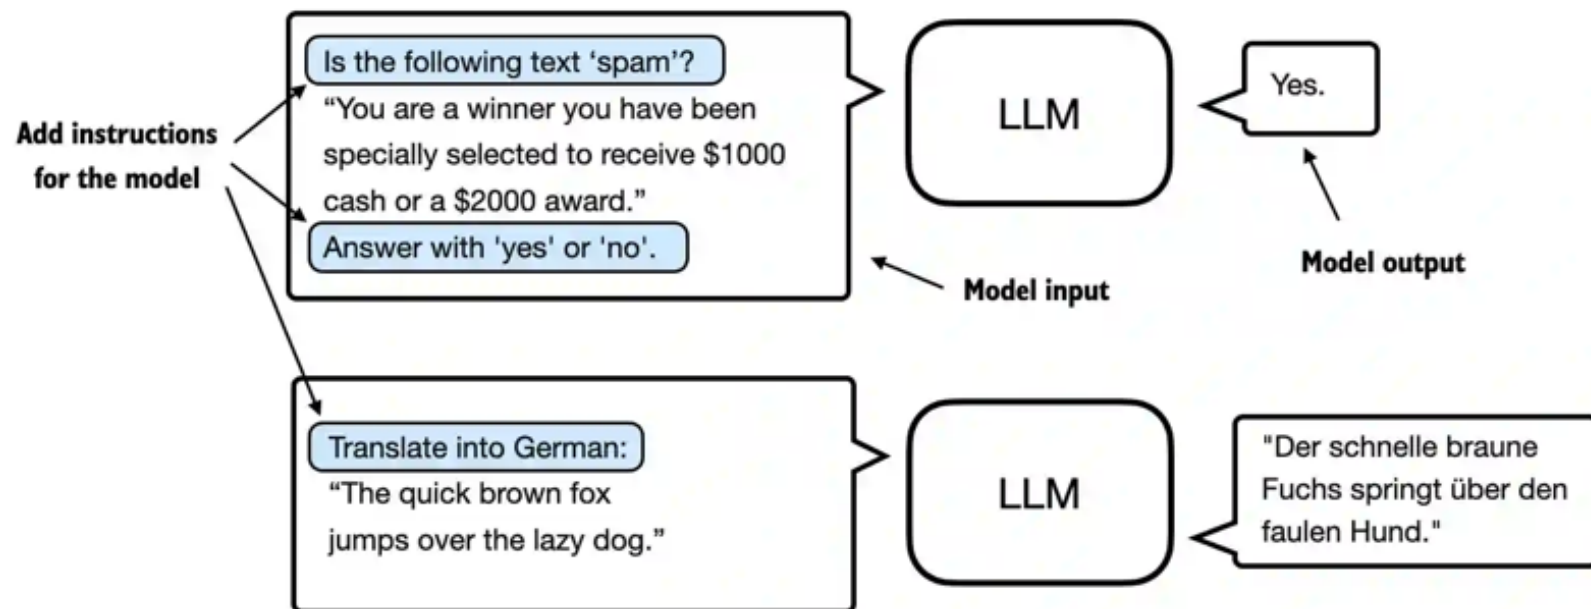 Add instructions
for the model
Is the following text ‘spam’?
“You are a winner you have been
specially selected to receive $1000
cash or a $2000 award.”
Answer with 'yes' or 'no'.
LLM
Yes.
Model input
Model output
Translate into German:
“The quick brown fox
jumps over the lazy dog.”
LLM
"Der schnelle braune
Fuchs springt über den
faulen Hund."